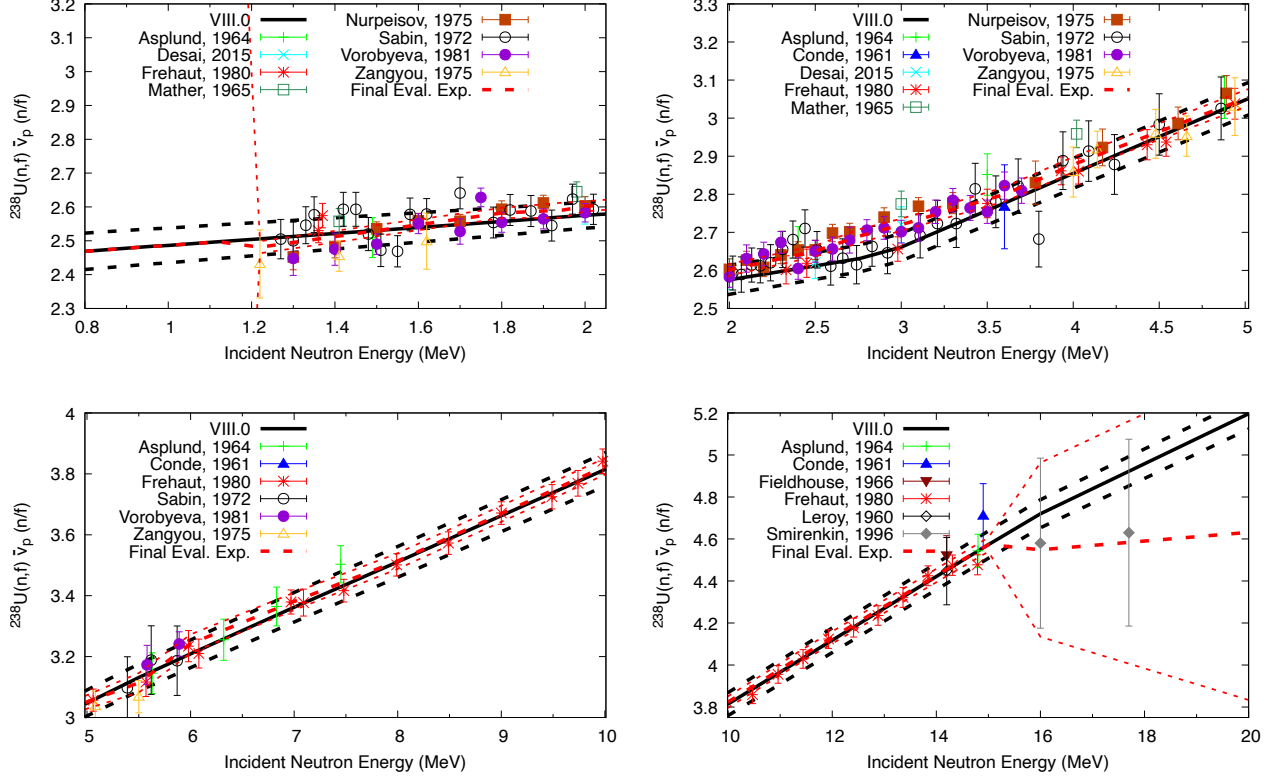 VIII.0
Asplund, 1964
Desai, 2015
Frehaut, 1980
Mather, 1965
Nurpeisov, 1975
Sabin, 1972
Vorobyeva, 1981
Zangyou, 1975
Final Eval. Exp.
238U(n,f) ν̄p (n/f)
3.2
3.1
3
2.9
2.8
2.7
2.6
2.5
2.4
2.3
0.8 1 1.2 1.4 1.6 1.8 2
Incident Neutron Energy (MeV)
VIII.0
Asplund, 1964
Conde, 1961
Desai, 2015
Frehaut, 1980
Mather, 1965
Nurpeisov, 1975
Sabin, 1972
Vorobyeva, 1981
Zangyou, 1975
Final Eval. Exp.
238U(n,f) ν̄p (n/f)
3.3
3.2
3.1
3
2.9
2.8
2.7
2.6
2.5
2 2.5 3 3.5 4 4.5 5
Incident Neutron Energy (MeV)
VIII.0
Asplund, 1964
Conde, 1961
Frehaut, 1980
Sabin, 1972
Vorobyeva, 1981
Zangyou, 1975
Final Eval. Exp.
238U(n,f) ν̄p (n/f)
4
3.8
3.6
3.4
3.2
3
5 6 7 8 9 10
Incident Neutron Energy (MeV)
VIII.0
Asplund, 1964
Conde, 1961
Fieldhouse, 1966
Frehaut, 1980
Leroy, 1960
Smirenkin, 1996
Final Eval. Exp.
238U(n,f) ν̄p (n/f)
5.2
5
4.8
4.6
4.4
4.2
4
3.8
10 12 14 16 18 20
Incident Neutron Energy (MeV)